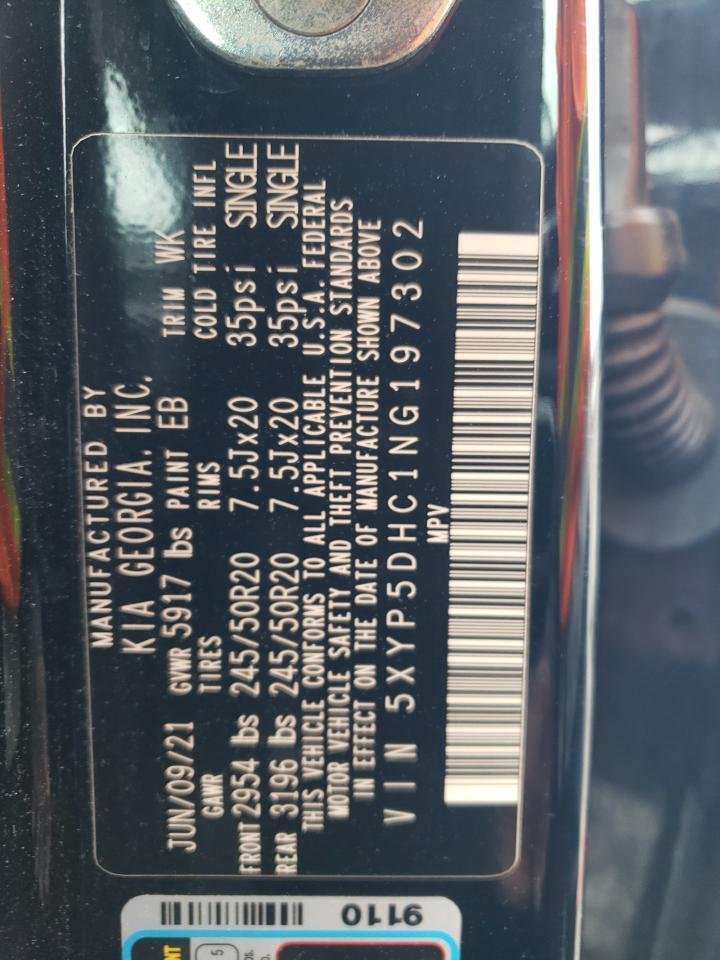 MANUFACTURED BY
KIA GEORGIA, INC.
JUN/09/21 GVWR 5917 lbs PAINT EB TRIM WK
GAWR TIRES RIMS COLD TIRE INFL
FRONT 2954 lbs 245/50R20 7.5Jx20 35psi SINGLE
REAR 3196 lbs 245/50R20 7.5Jx20 35psi SINGLE
THIS VEHICLE CONFORMS TO ALL APPLICABLE U.S.A. FEDERAL
MOTOR VEHICLE SAFETY AND THEFT PREVENTION STANDARDS
IN EFFECT ON THE DATE OF MANUFACTURE SHOWN ABOVE
VIN 5XYP5DHC1NG197302
MPV
9110
5